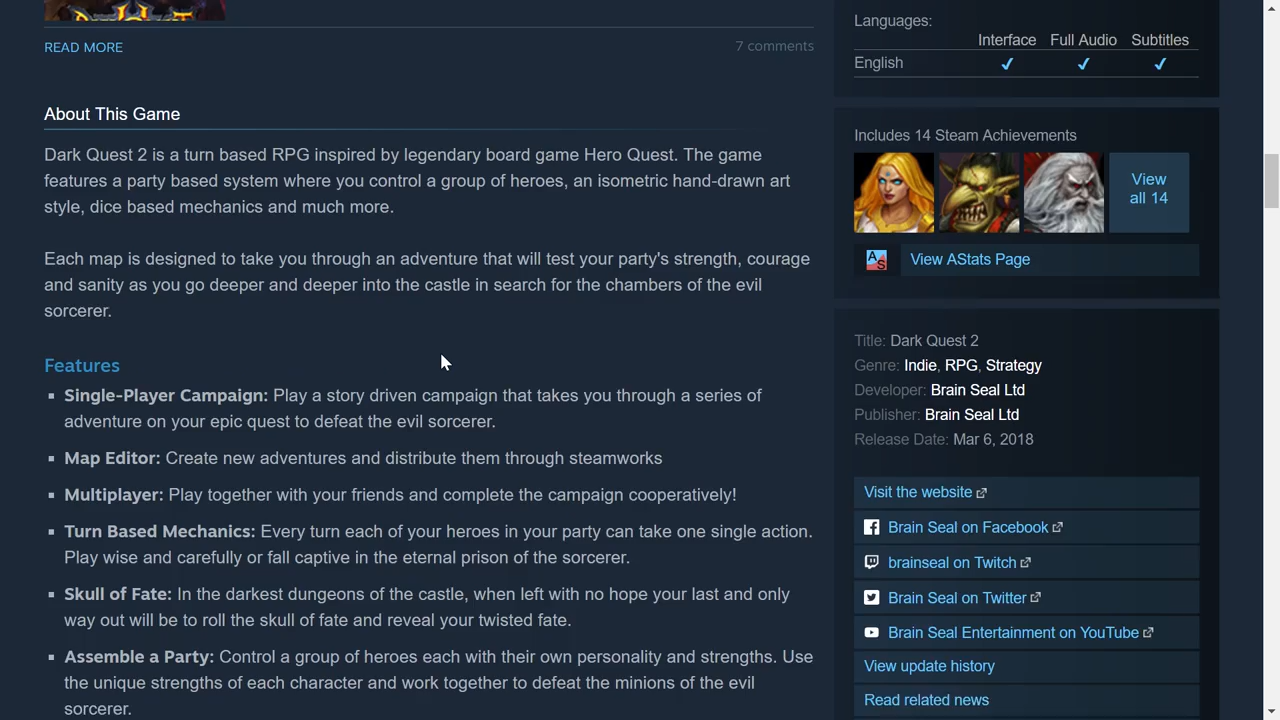 READ MORE
7 comments
About This Game
Dark Quest 2 is a turn based RPG inspired by legendary board game Hero Quest. The game
features a party based system where you control a group of heroes, an isometric hand-drawn art
style, dice based mechanics and much more.
Each map is designed to take you through an adventure that will test your party's strength, courage
and sanity as you go deeper and deeper into the castle in search for the chambers of the evil
sorcerer.
Features
Single-Player Campaign: Play a story driven campaign that takes you through a series of
adventure on your epic quest to defeat the evil sorcerer.
Map Editor: Create new adventures and distribute them through steamworks
Multiplayer: Play together with your friends and complete the campaign cooperatively!
Turn Based Mechanics: Every turn each of your heroes in your party can take one single action.
Play wise and carefully or fall captive in the eternal prison of the sorcerer.
Skull of Fate: In the darkest dungeons of the castle, when left with no hope your last and only
way out will be to roll the skull of fate and reveal your twisted fate.
Assemble a Party: Control a group of heroes each with their own personality and strengths. Use
the unique strengths of each character and work together to defeat the minions of the evil
sorcerer.
Languages:
Interface Full Audio Subtitles
English ✔ ✔ ✔
Includes 14 Steam Achievements
View
all 14
AS View AStats Page
Title: Dark Quest 2
Genre: Indie, RPG, Strategy
Developer: Brain Seal Ltd
Publisher: Brain Seal Ltd
Release Date: Mar 6, 2018
Visit the website
Brain Seal on Facebook
brainseal on Twitch
Brain Seal on Twitter
Brain Seal Entertainment on YouTube
View update history
Read related news